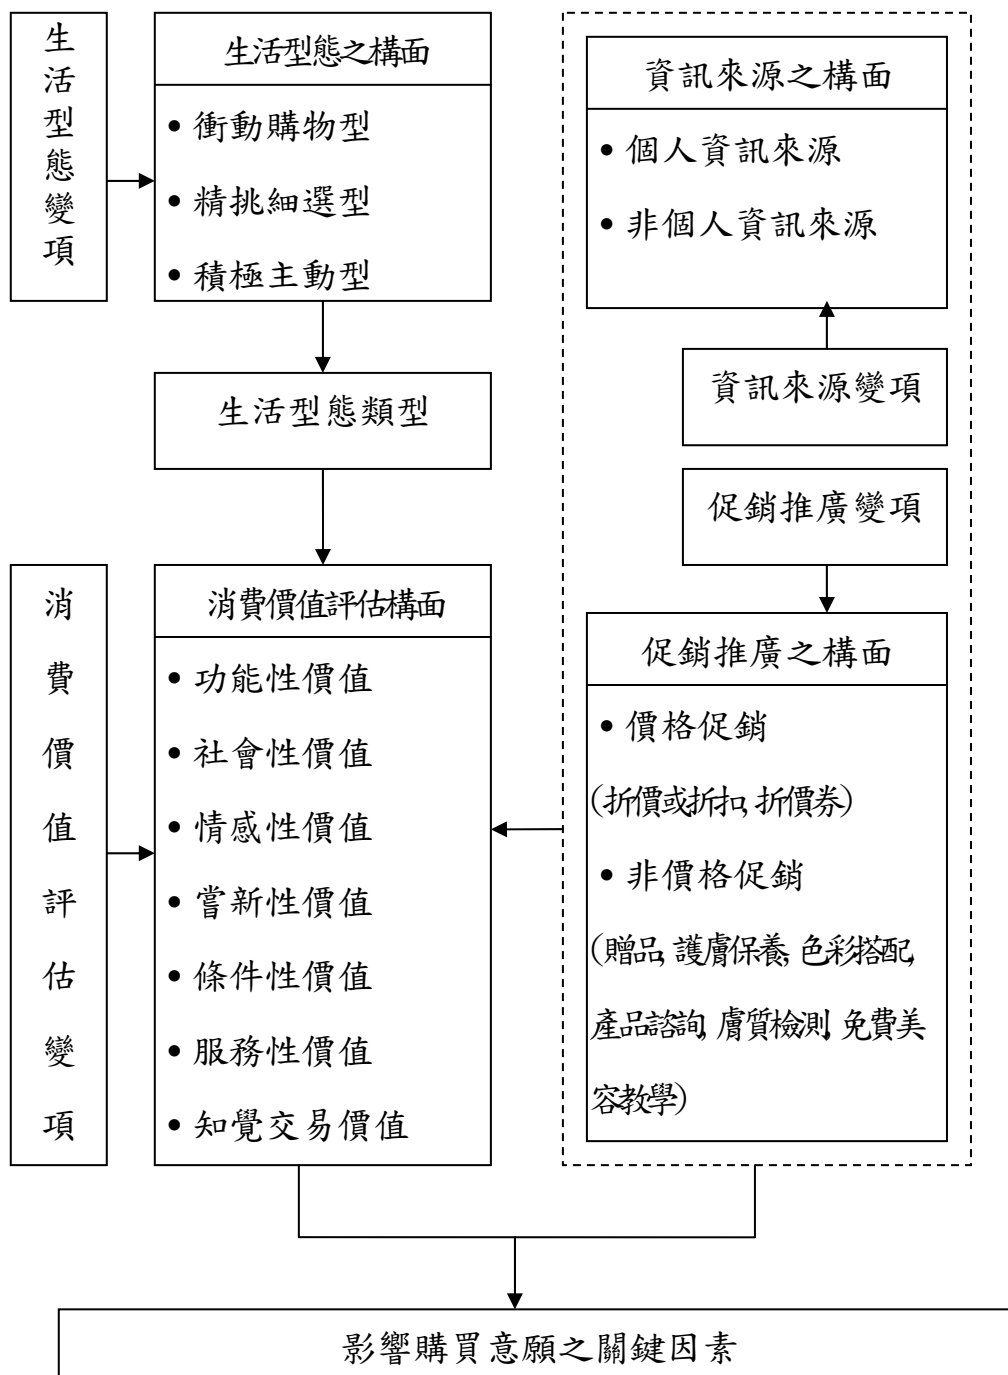 生活型態變項
生活型態之構面
• 衝動購物型
• 精挑細選型
• 積極主動型
生活型態類型
消費價值評估變項
消費價值評估構面
• 功能性價值
• 社會性價值
• 情感性價值
• 嘗新性價值
• 條件性價值
• 服務性價值
• 知覺交易價值
資訊來源之構面
• 個人資訊來源
• 非個人資訊來源
資訊來源變項
促銷推廣變項
促銷推廣之構面
• 價格促銷
(折價或折扣, 折價券)
• 非價格促銷
(贈品, 護膚保養, 色彩搭配,
產品諮詢, 膚質檢測, 免費美
容教學)
影響購買意願之關鍵因素